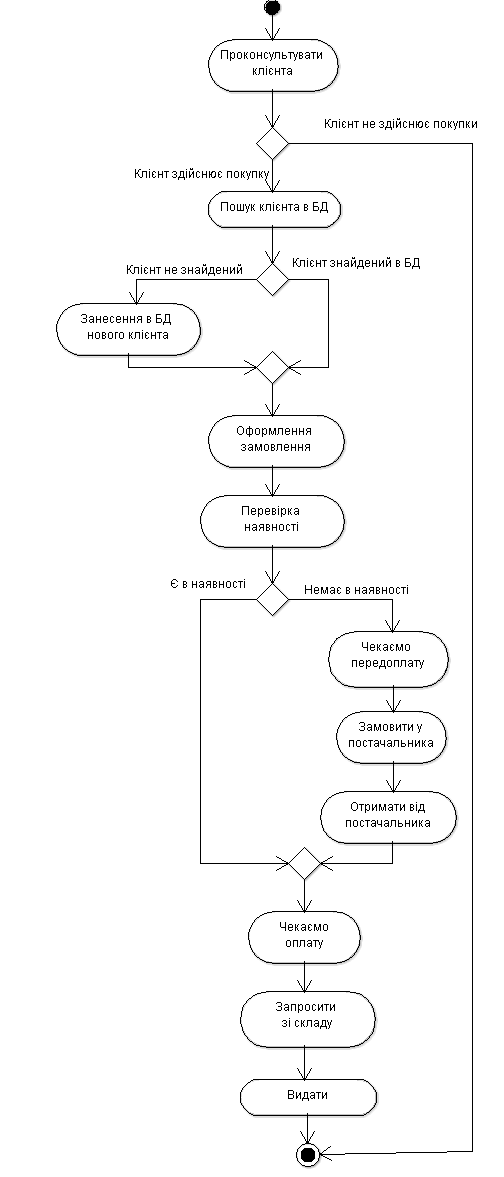 Проконсультувати
клієнта
Клієнт не здійснює покупки
Клієнт здійснює покупку
Пошук клієнта в БД
Клієнт не знайдений
Клієнт знайдений в БД
Занесення в БД
нового клієнта
Оформлення
замовлення
Перевірка
наявності
Є в наявності
Немає в наявності
Чекаємо
передоплату
Замовити у
постачальника
Отримати від
постачальника
Чекаємо
оплату
Запросити
зі складу
Видати